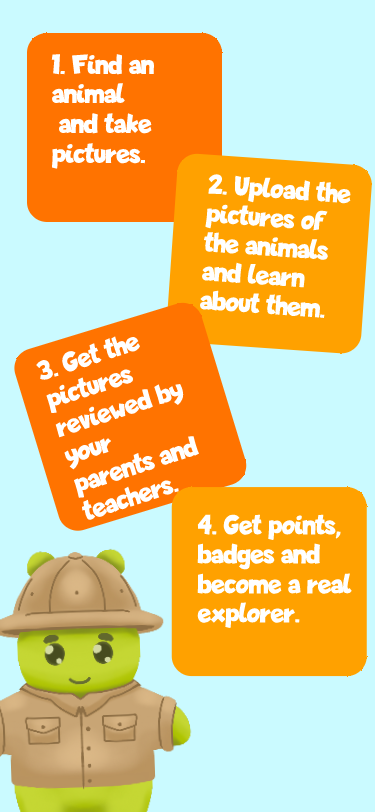 1. Find an
animal
and take
pictures.
2. Upload the
pictures of
the animals
and learn
about them.
3. Get the
pictures
reviewed by
your
parents and
teachers.
4. Get points,
badges and
become a real
explorer.